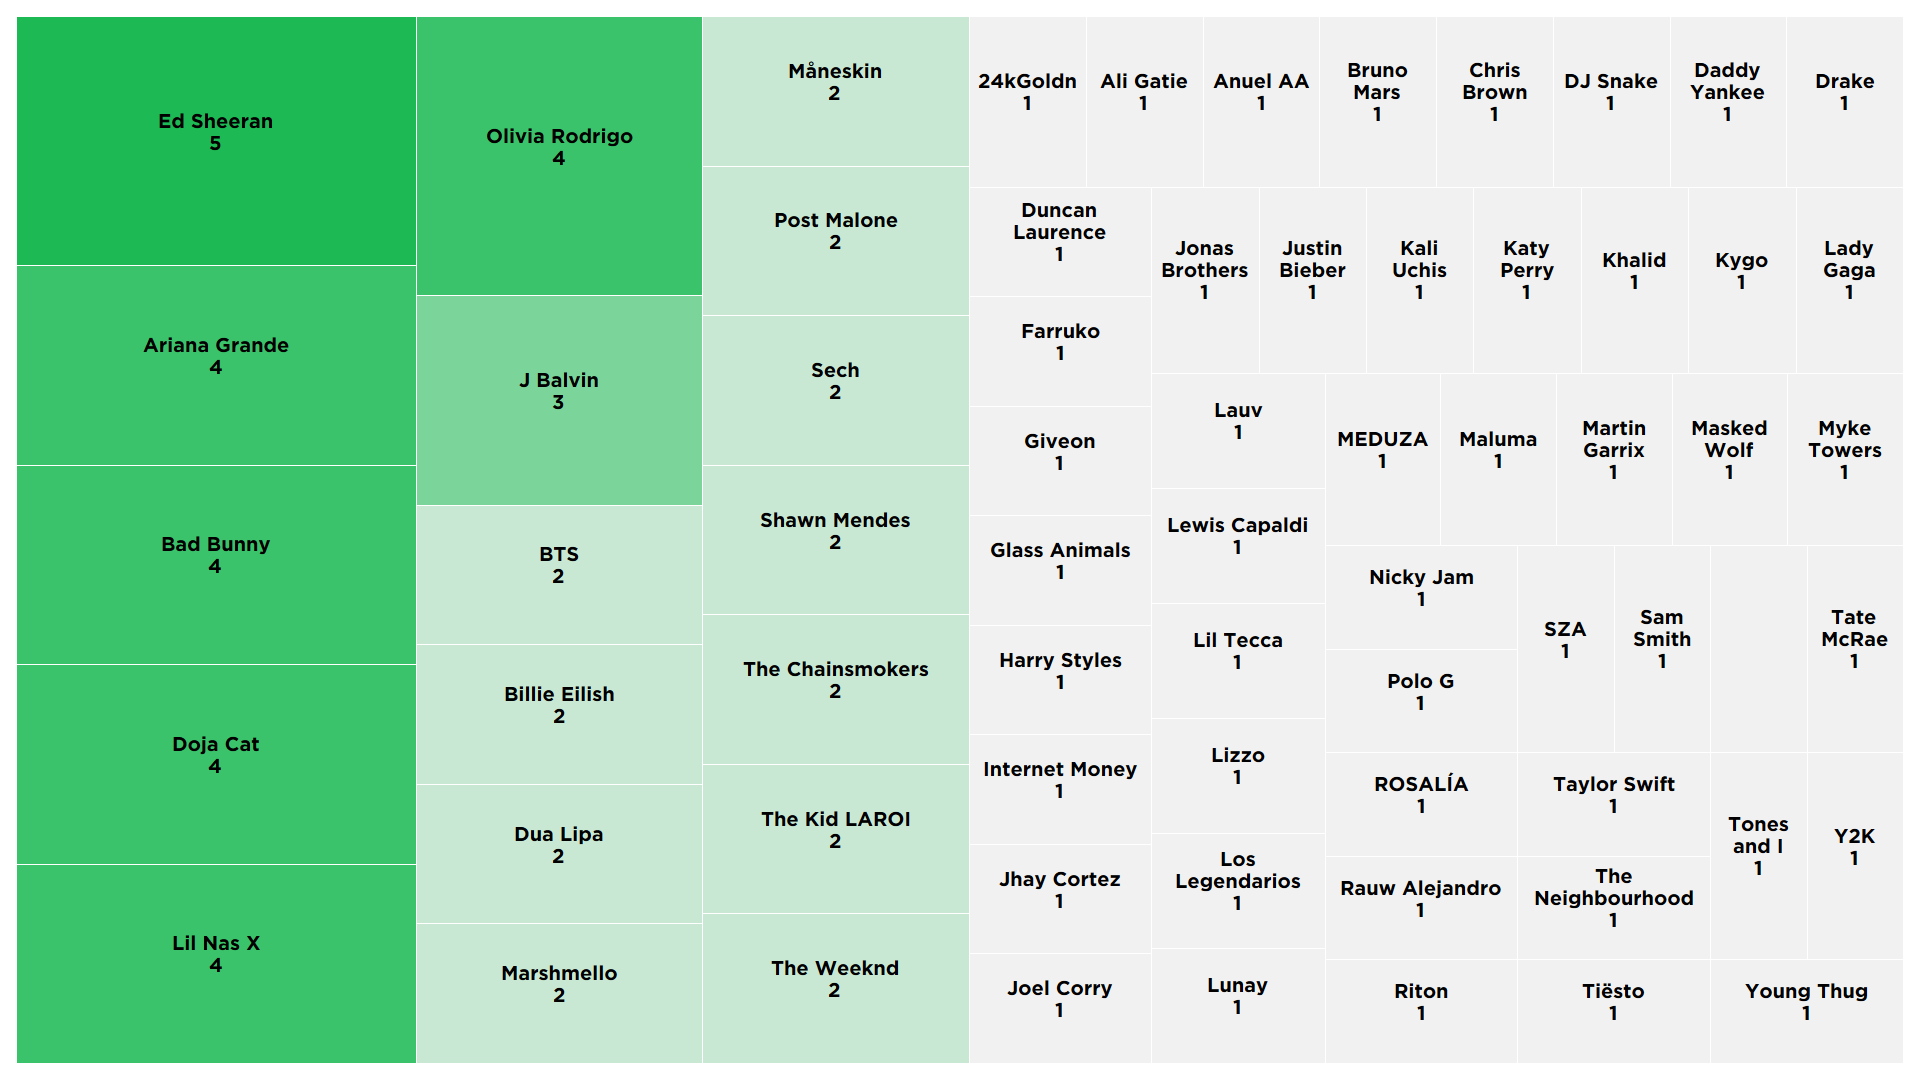 Ed Sheeran
5
Ariana Grande
4
Bad Bunny
4
Doja Cat
4
Lil Nas X
4
Olivia Rodrigo
4
J Balvin
3
BTS
2
Billie Eilish
2
Dua Lipa
2
Marshmello
2
Måneskin
2
Post Malone
2
Sech
2
Shawn Mendes
2
The Chainsmokers
2
The Kid LAROI
2
The Weeknd
2
24kGoldn
1
Ali Gatie
1
Anuel AA
1
Bruno
Mars
1
Chris
Brown
1
DJ Snake
1
Daddy
Yankee
1
Drake
1
Duncan
Laurence
1
Farruko
1
Giveon
1
Glass Animals
1
Harry Styles
1
Internet Money
1
Jhay Cortez
1
Joel Corry
1
Jonas
Brothers
1
Justin
Bieber
1
Kali
Uchis
1
Katy
Perry
1
Khalid
1
Kygo
1
Lady
Gaga
1
Lauv
1
Lewis Capaldi
1
Lil Tecca
1
Lizzo
1
Los
Legendarios
1
Lunay
1
MEDUZA
1
Maluma
1
Martin
Garrix
1
Masked
Wolf
1
Myke
Towers
1
Nicky Jam
1
Polo G
1
ROSALÍA
1
Rauw Alejandro
1
Riton
1
SZA
1
Sam
Smith
1
Tate
McRae
1
Taylor Swift
1
The
Neighbourhood
1
Tiësto
1
Tones
and I
1
Y2K
1
Young Thug
1